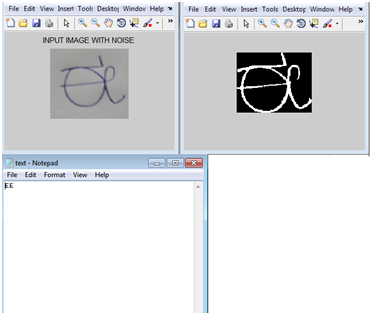 File Edit View Insert Tools Desktop Window Help
INPUT IMAGE WITH NOISE
ಈ
File Edit View Insert Tools Desktop Window Help
ಈ
text - Notepad
File Edit Format View Help
EE